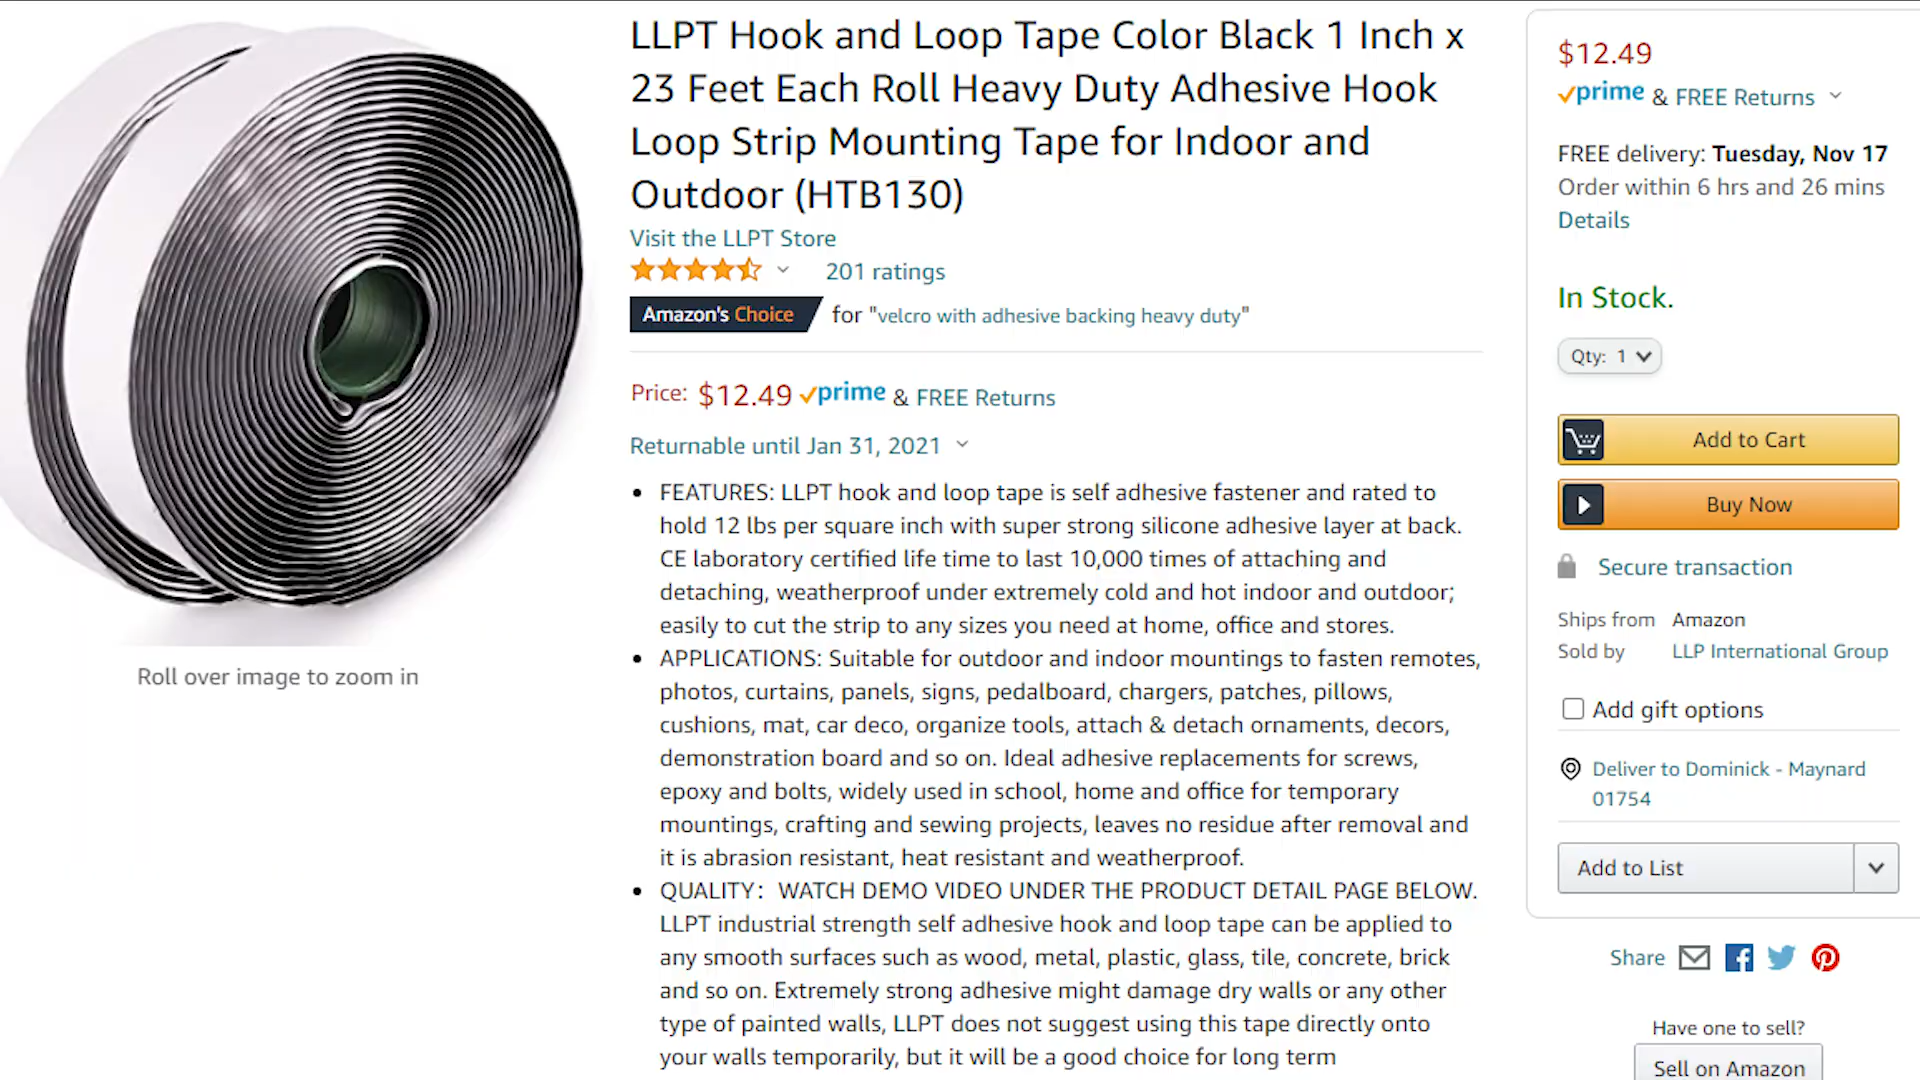 LLPT Hook and Loop Tape Color Black 1 Inch x
23 Feet Each Roll Heavy Duty Adhesive Hook
Loop Strip Mounting Tape for Indoor and
Outdoor (HTB130)
Visit the LLPT Store
201 ratings
Amazon's Choice for "velcro with adhesive backing heavy duty"
Price: $12.49 prime & FREE Returns
Returnable until Jan 31, 2021
FEATURES: LLPT hook and loop tape is self adhesive fastener and rated to
hold 12 lbs per square inch with super strong silicone adhesive layer at back.
CE laboratory certified life time to last 10,000 times of attaching and
detaching, weatherproof under extremely cold and hot indoor and outdoor;
easily to cut the strip to any sizes you need at home, office and stores.
APPLICATIONS: Suitable for outdoor and indoor mountings to fasten remotes,
photos, curtains, panels, signs, pedalboard, chargers, patches, pillows,
cushions, mat, car deco, organize tools, attach & detach ornaments, decors,
demonstration board and so on. Ideal adhesive replacements for screws,
epoxy and bolts, widely used in school, home and office for temporary
mountings, crafting and sewing projects, leaves no residue after removal and
it is abrasion resistant, heat resistant and weatherproof.
QUALITY： WATCH DEMO VIDEO UNDER THE PRODUCT DETAIL PAGE BELOW.
LLPT industrial strength self adhesive hook and loop tape can be applied to
any smooth surfaces such as wood, metal, plastic, glass, tile, concrete, brick
and so on. Extremely strong adhesive might damage dry walls or any other
type of painted walls, LLPT does not suggest using this tape directly onto
your walls temporarily, but it will be a good choice for long term
Roll over image to zoom in
$12.49
prime & FREE Returns
FREE delivery: Tuesday, Nov 17
Order within 6 hrs and 26 mins
Details
In Stock.
Qty: 1
Add to Cart
Buy Now
Secure transaction
Ships from Amazon
Sold by LLP International Group
Add gift options
Deliver to Dominick - Maynard
01754
Add to List
Share
Have one to sell?
Sell on Amazon